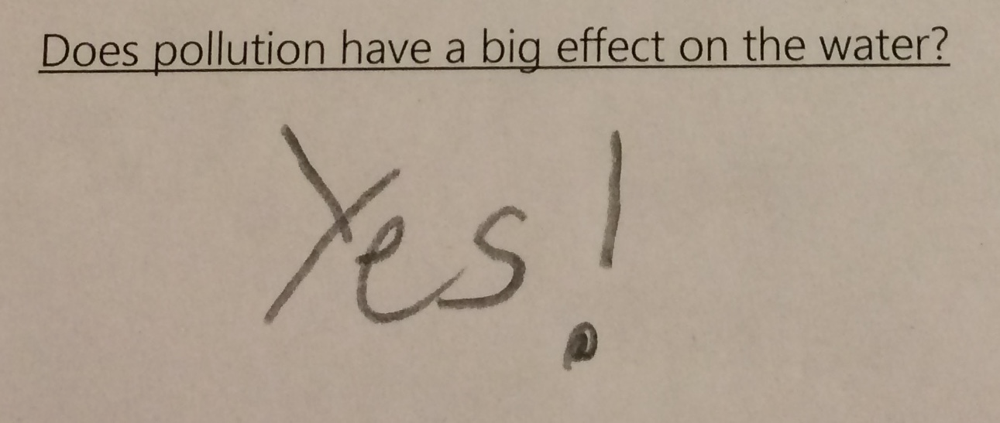 Does pollution have a big effect on the water?
Yes!